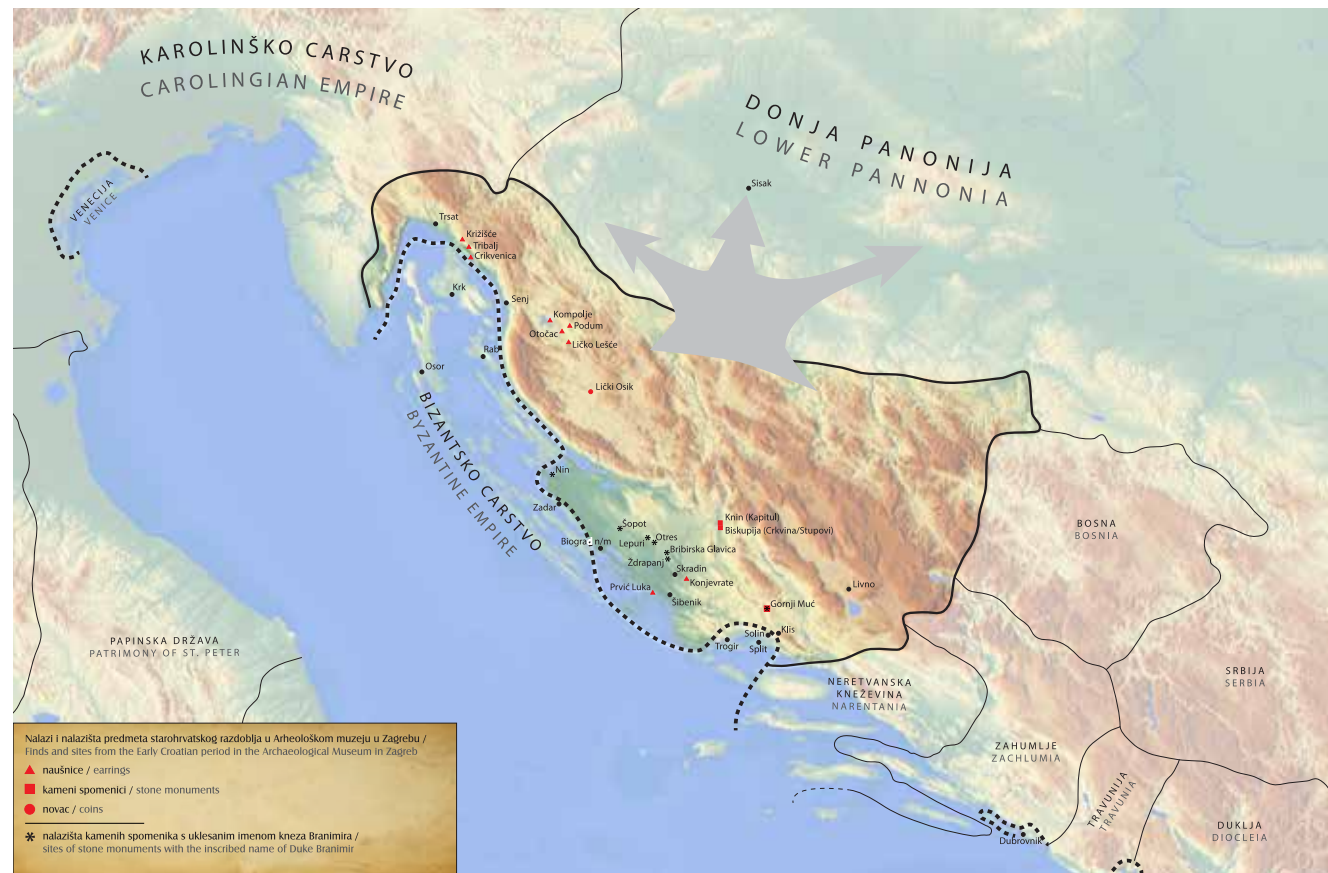 KAROLINŠKO CARSTVO
CAROLINGIAN EMPIRE
DONJA PANONIJA
LOWER PANNONIA
VENECIJA
VENICE
Sisak
Trsat
Križišće
Tribalj
Crikvenica
Krk
Senj
Kompolje
Podum
Otočac
Ličko Lešće
Rab
Osor
Lički Osik
BIZANTSKO CARSTVO
BYZANTINE EMPIRE
Nin
Zadar
Šopot
Lepuri
Otres
Biograd n/m
Bribirska Glavica
Ždrapanj
Skradin
Konjevrate
Prvić Luka
Šibenik
Knin (Kapitul)
Biskupija (Crkvina/Stupovi)
Livno
Gornji Muć
Solin
Klis
Trogir
Split
BOSNA
BOSNIA
PAPINSKA DRŽAVA
PATRIMONY OF ST. PETER
NERETVANSKA
KNEŽEVINA
NARENTANIA
SRBIJA
SERBIA
ZAHUMLJE
ZACHLUMIA
TRAVUNIJA
TRAVUNIA
DUKLJA
DIOCLEIA
Dubrovnik
Nalazi i nalazišta predmeta starohrvatskog razdoblja u Arheološkom muzeju u Zagrebu /
Finds and sites from the Early Croatian period in the Archaeological Museum in Zagreb
naušnice / earrings
kameni spomenici / stone monuments
novac / coins
nalazišta kamenih spomenika s uklesanim imenom kneza Branimira /
sites of stone monuments with the inscribed name of Duke Branimir